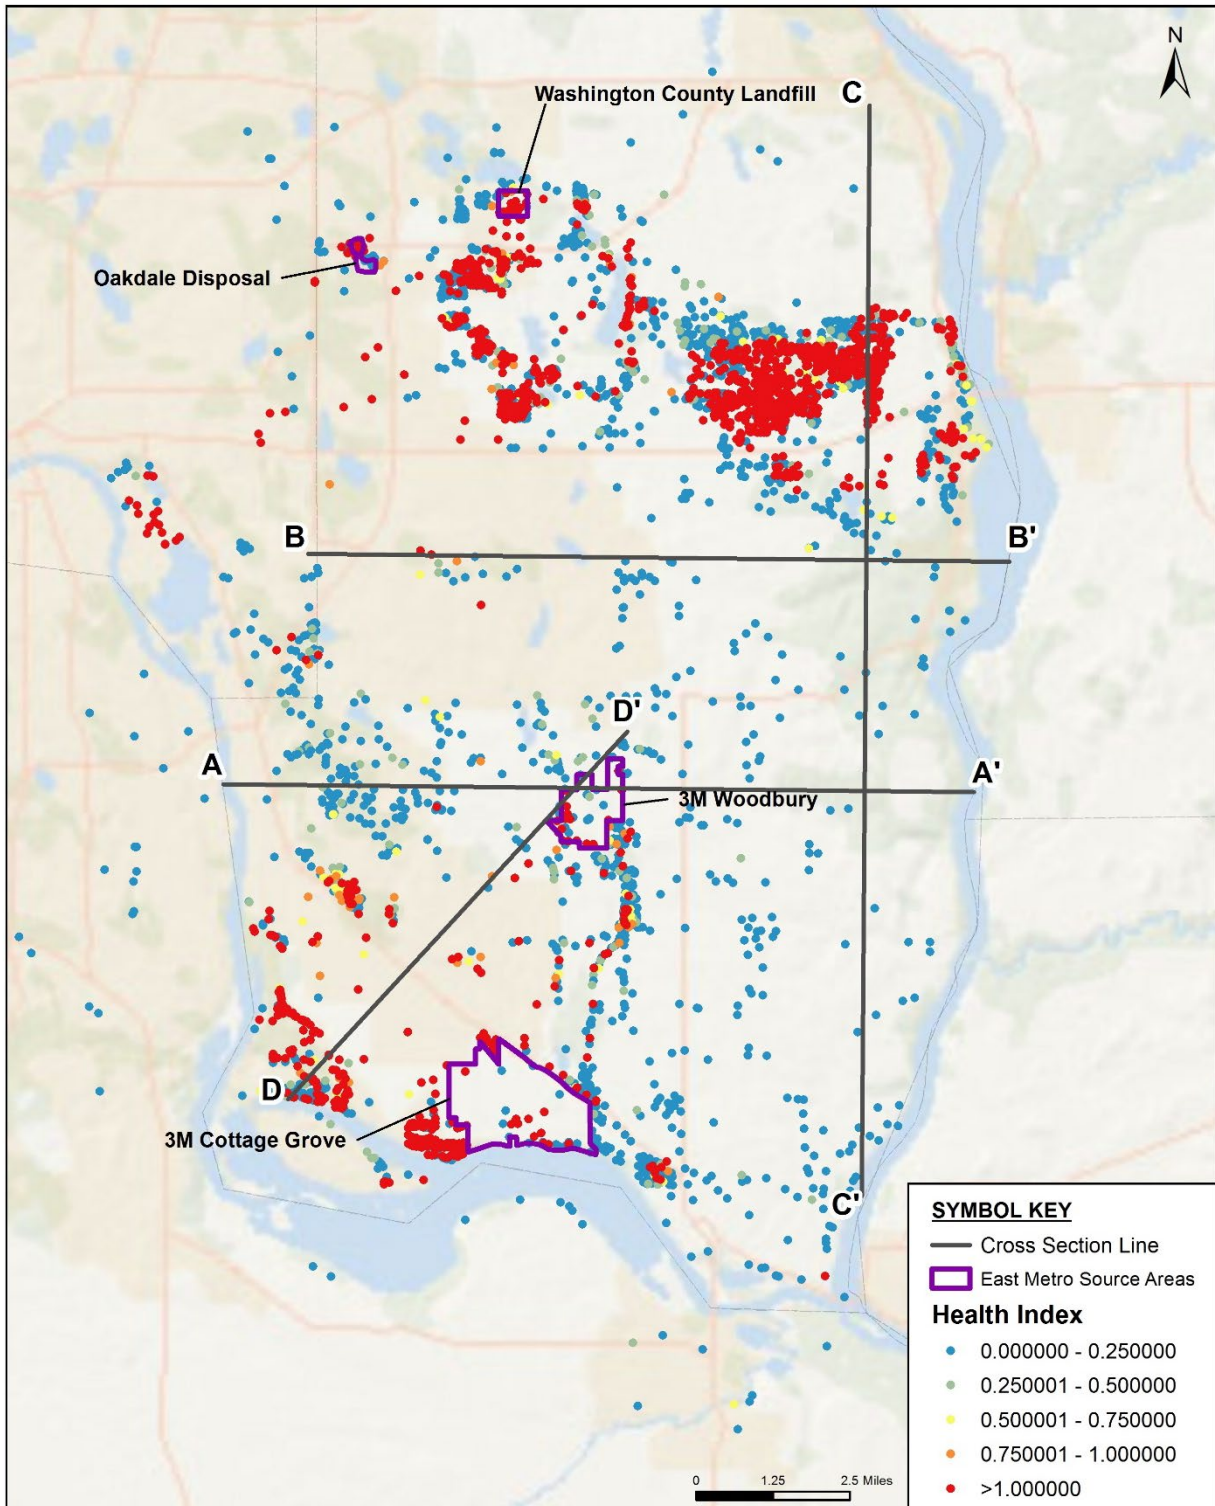 N
Washington County Landfill
C
Oakdale Disposal
B
B'
D'
A
A'
3M Woodbury
D
3M Cottage Grove
C'
SYMBOL KEY
Cross Section Line
East Metro Source Areas
Health Index
0.000000 - 0.250000
0.250001 - 0.500000
0.500001 - 0.750000
0.750001 - 1.000000
>1.000000
0 1.25 2.5 Miles